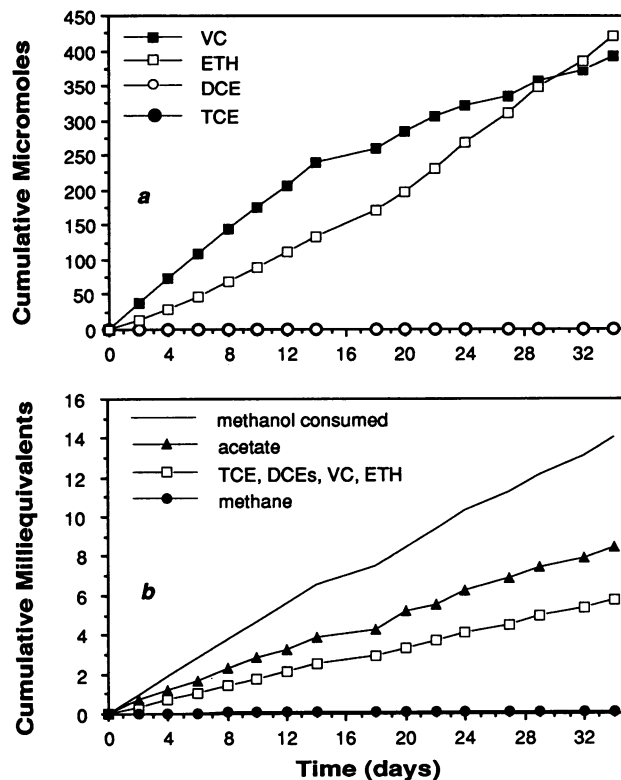 450
400
350
300
250
200
150
100
50
0
Cumulative Micromoles
VC
ETH
DCE
TCE
a
0 4 8 12 16 20 24 28 32
16
14
12
10
8
6
4
2
0
Cumulative Milliequivalents
methanol consumed
acetate
TCE, DCEs, VC, ETH
methane
b
0 4 8 12 16 20 24 28 32
Time (days)